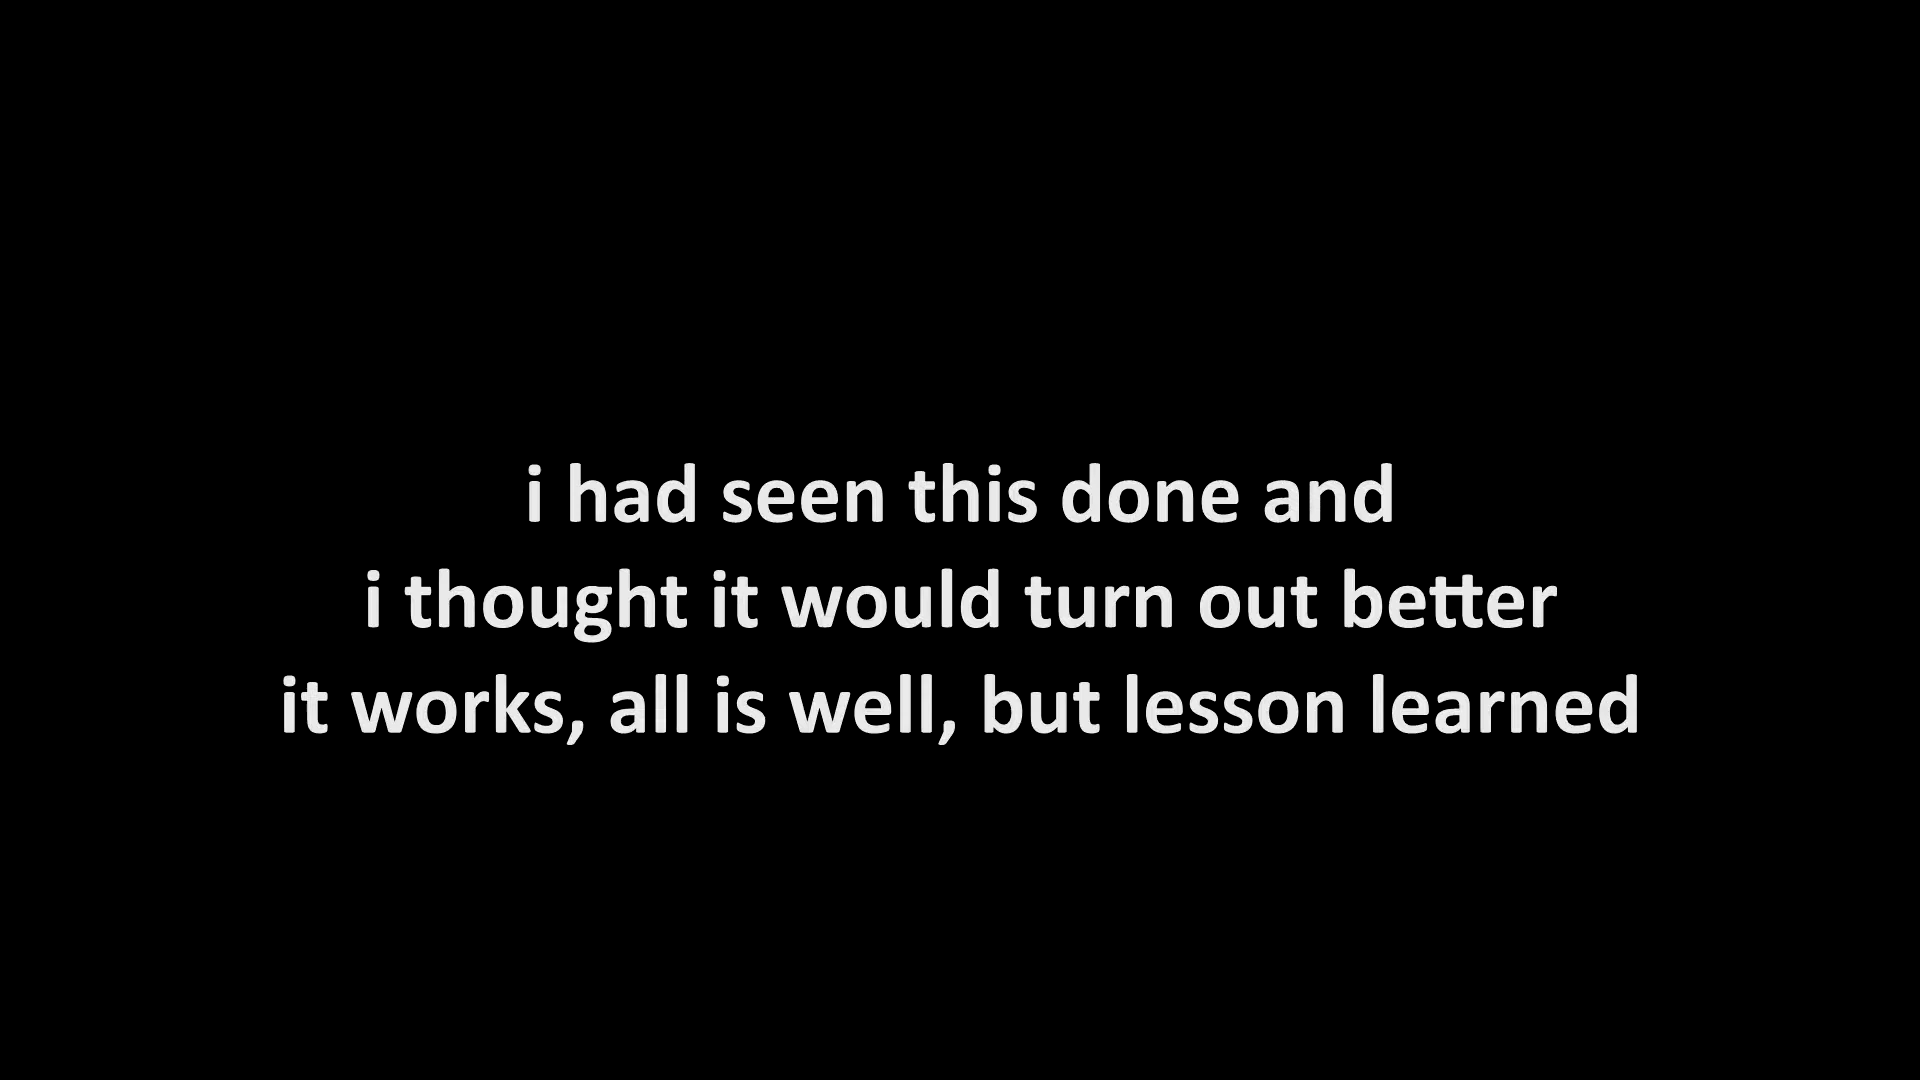 i had seen this done and
i thought it would turn out better
it works, all is well, but lesson learned